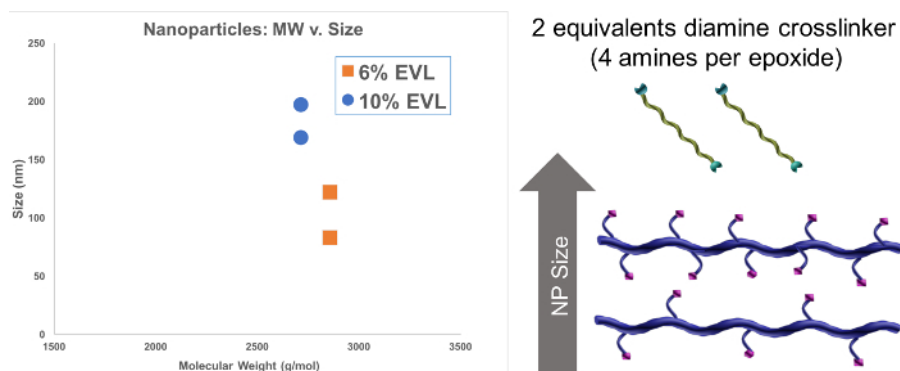 Nanoparticles: MW v. Size
250
200
150
100
50
0
Size (nm)
6% EVL
10% EVL
1500
2000
2500
3000
3500
Molecular Weight (g/mol)
2 equivalents diamine crosslinker
(4 amines per epoxide)
NP Size